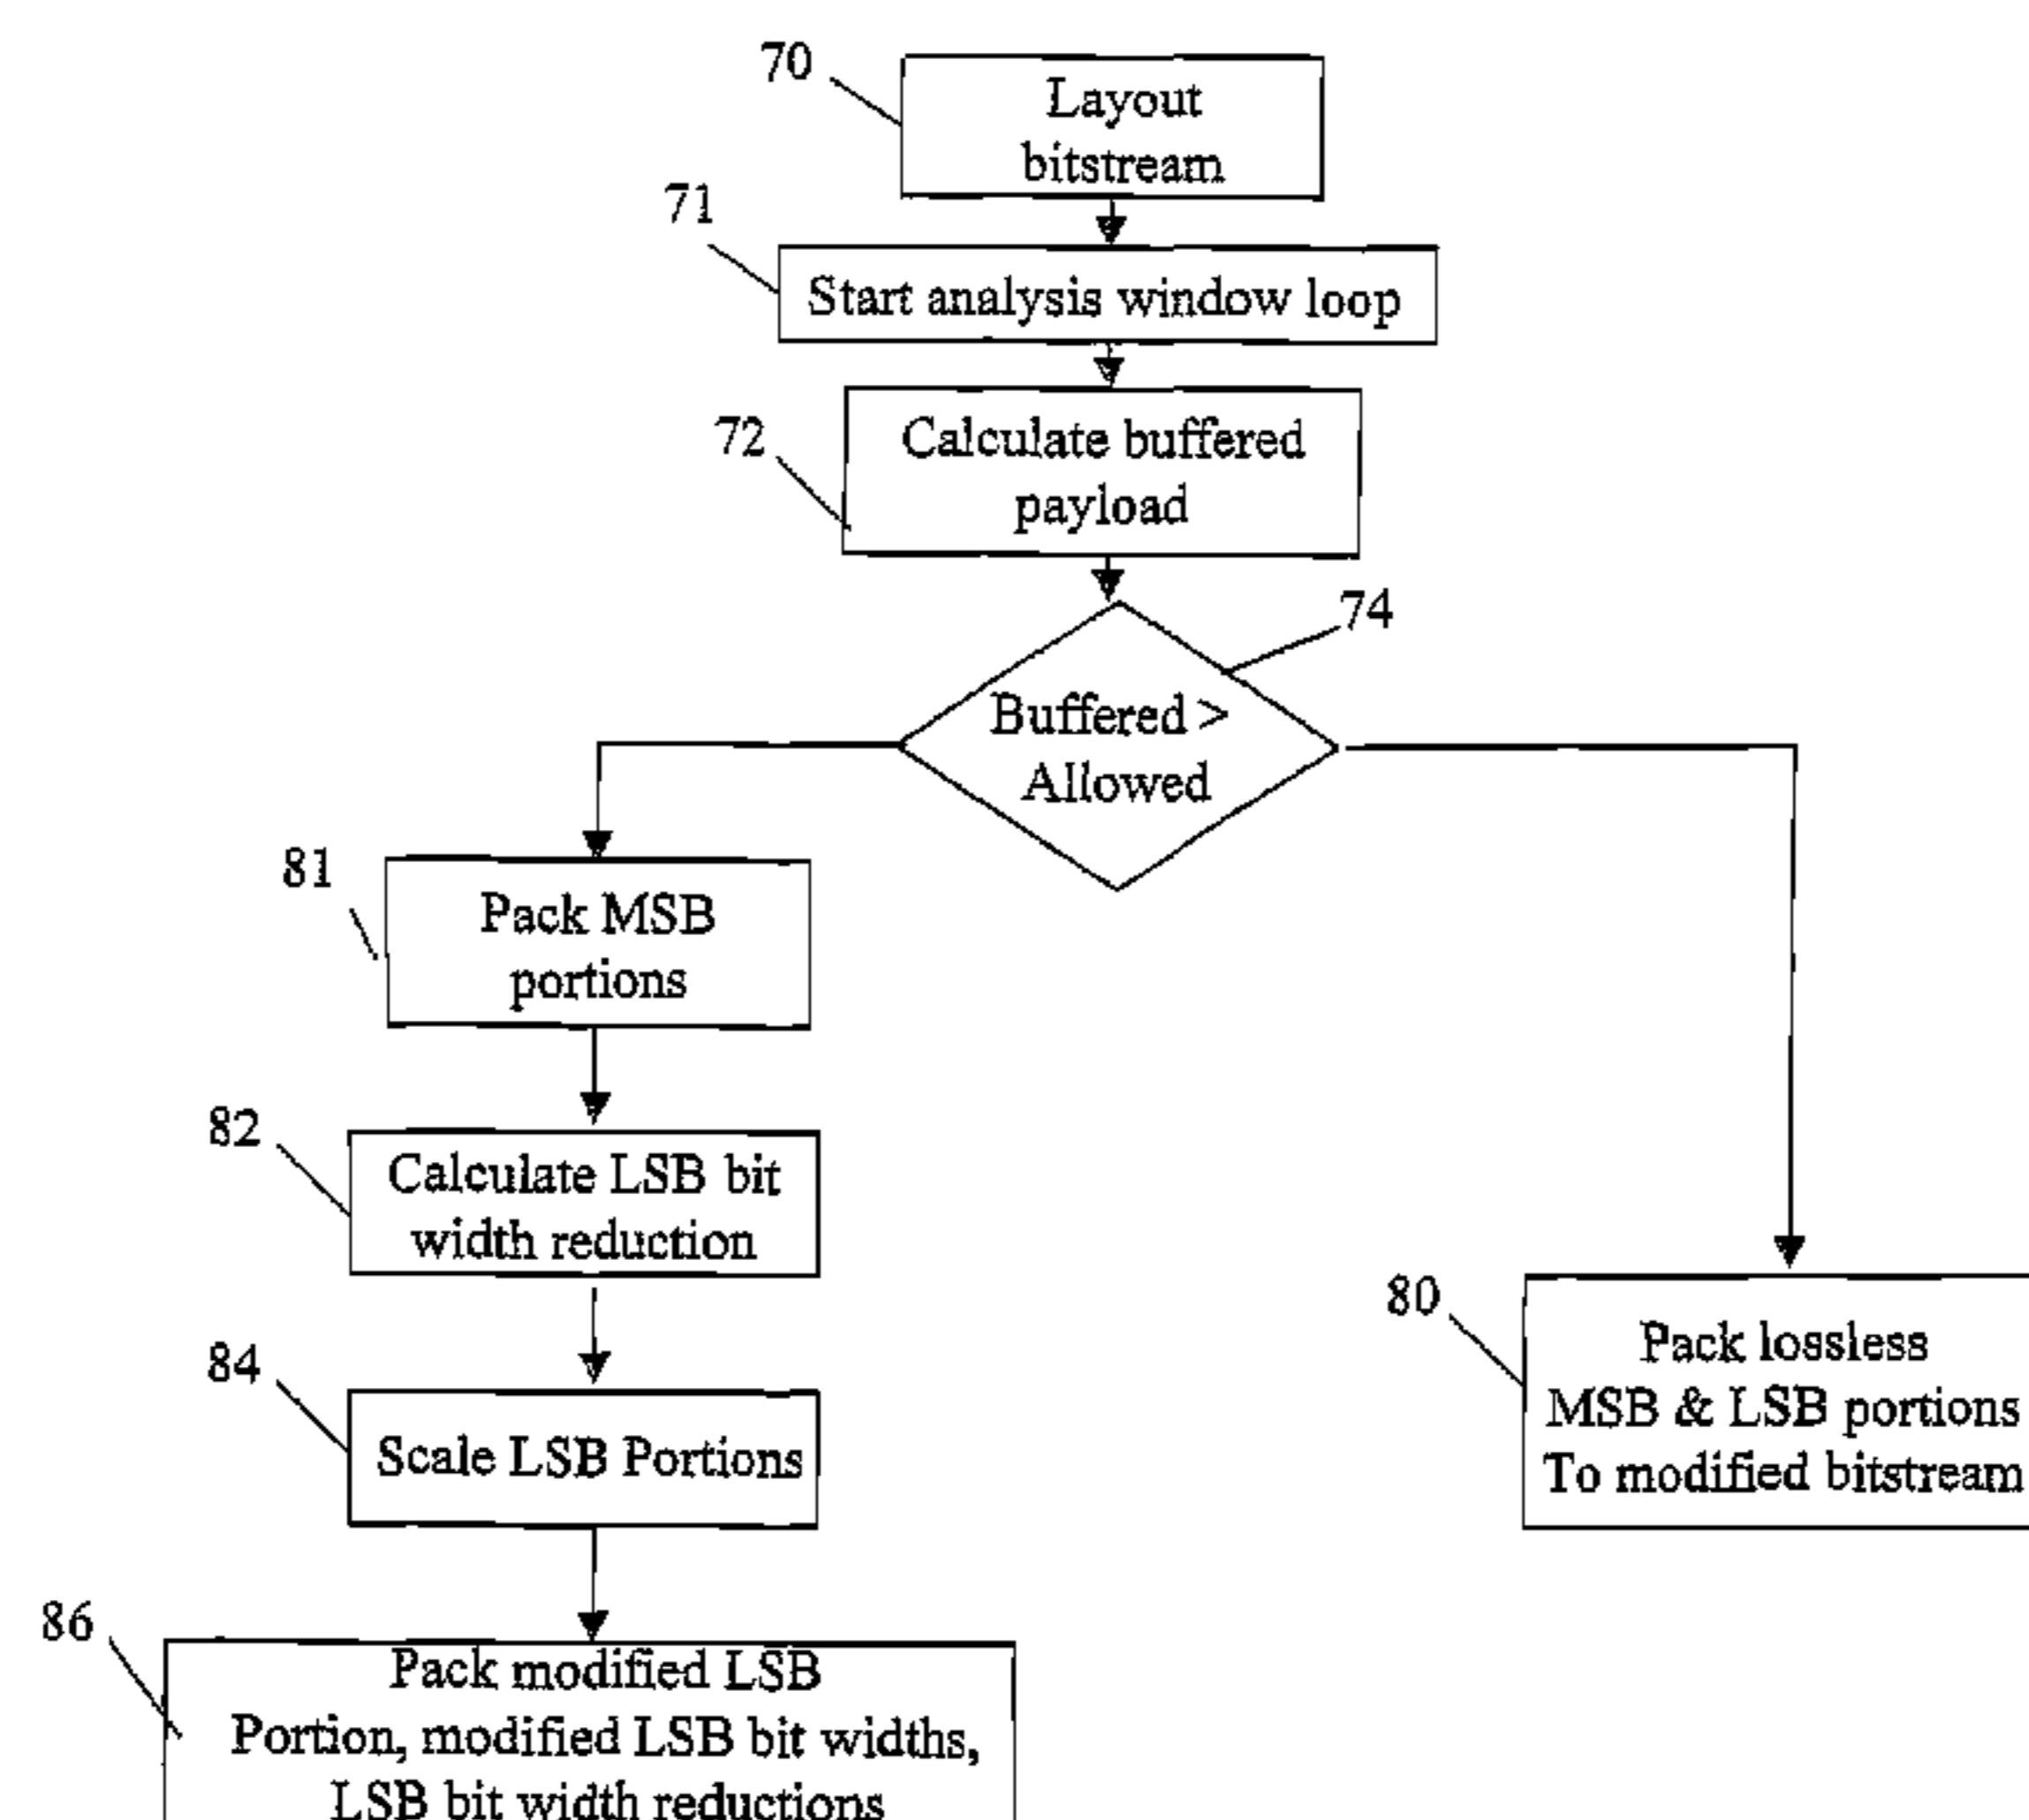 70
Layout
bitstream
71
Start analysis window loop
72
Calculate buffered
payload
74
Buffered >
Allowed
81
Pack MSB
portions
82
Calculate LSB bit
width reduction
84
Scale LSB Portions
80
Pack lossless
MSB & LSB portions
To modified bitstream
86
Pack modified LSB
Portion, modified LSB bit widths,
LSB bit width reductions